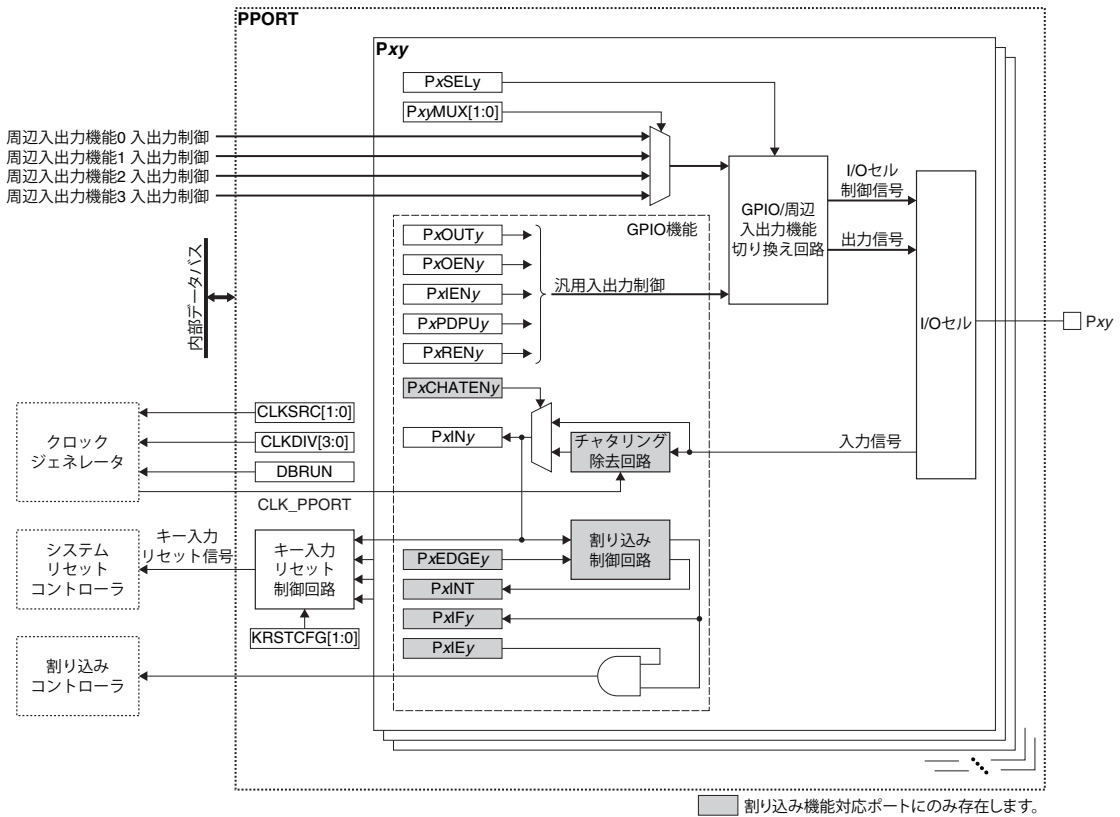 PPORT
Pxy
PxSELy
PxyMUX[1:0]
周辺入出力機能0 入出力制御
周辺入出力機能1 入出力制御
周辺入出力機能2 入出力制御
周辺入出力機能3 入出力制御
GPIO/周辺
入出力機能
切り換え回路
I/Oセル
制御信号
出力信号
I/Oセル
Pxy
内部データバス
GPIO機能
PxOUTy
PxOENy
PxIENy
PxPDPUy
PxRENy
汎用入出力制御
PxCHATENy
PxINy
チャタリング
除去回路
入力信号
クロック
ジェネレータ
CLKSRC[1:0]
CLKDIV[3:0]
DBRUN
CLK_PPORT
システム
リセット
コントローラ
キー入力
リセット信号
キー入力
リセット
制御回路
KRSTCFG[1:0]
PxEDGEy
PxINT
PxIFy
PxIEy
割り込み
制御回路
割り込み
コントローラ
割り込み機能対応ポートにのみ存在します。